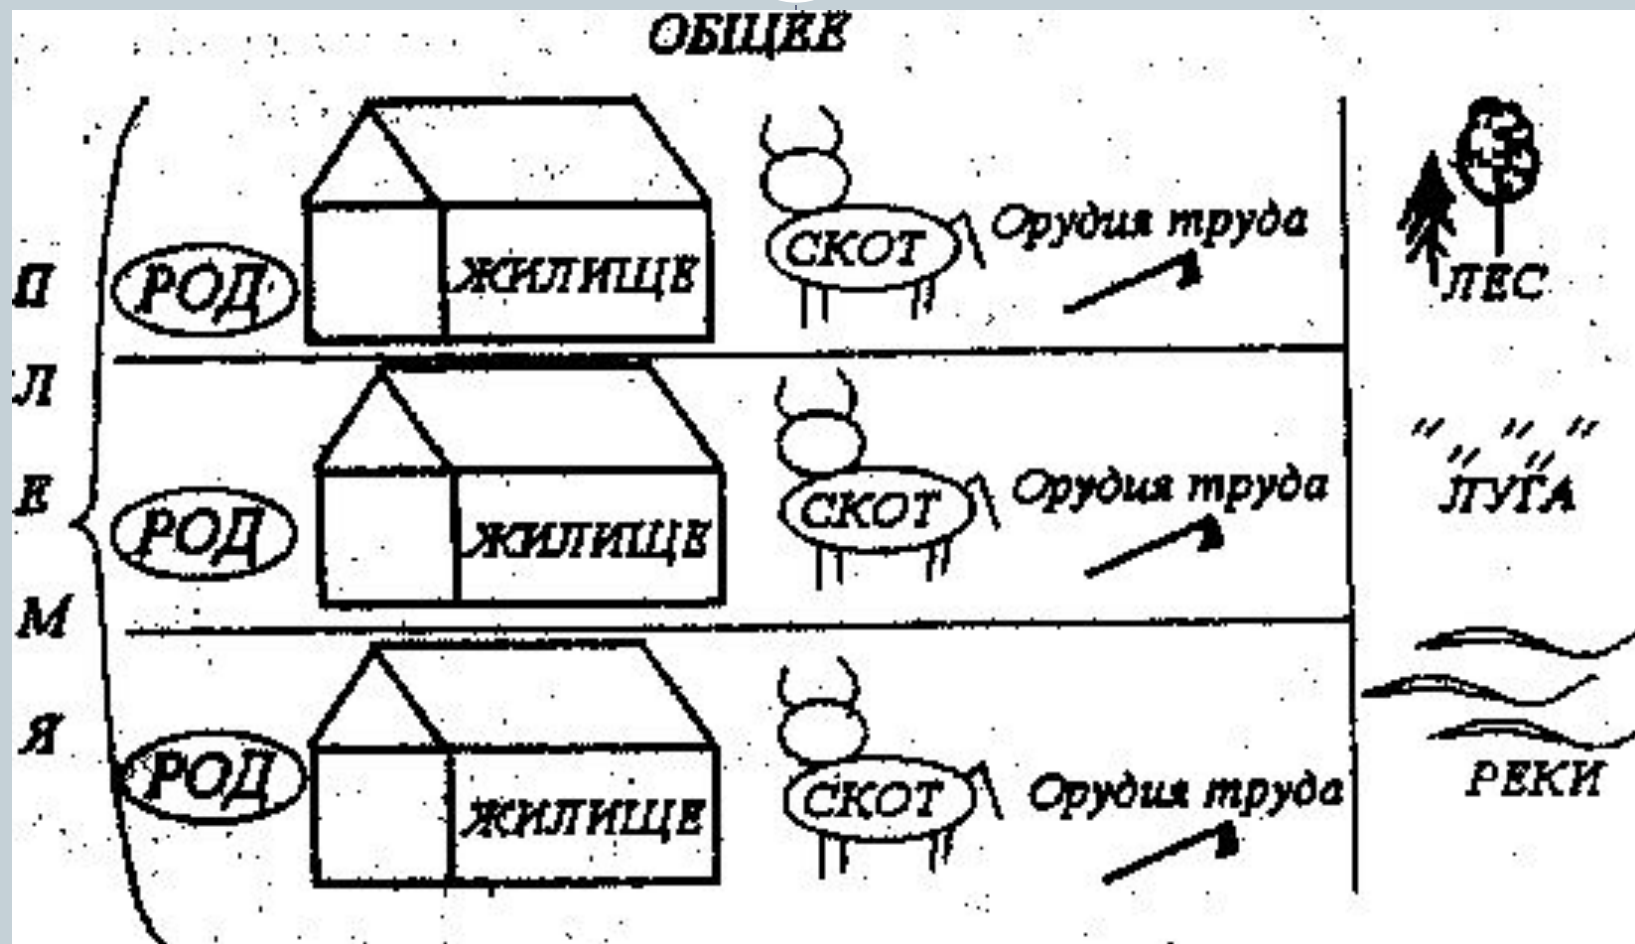 ОБЩЕЕ
ПЛЕМЯ
РОД
ЖИЛИЩЕ
СКОТ
Орудия труда
ЛЕС
РОД
ЖИЛИЩЕ
СКОТ
Орудия труда
ЛУГА
РОД
ЖИЛИЩЕ
СКОТ
Орудия труда
РЕКИ